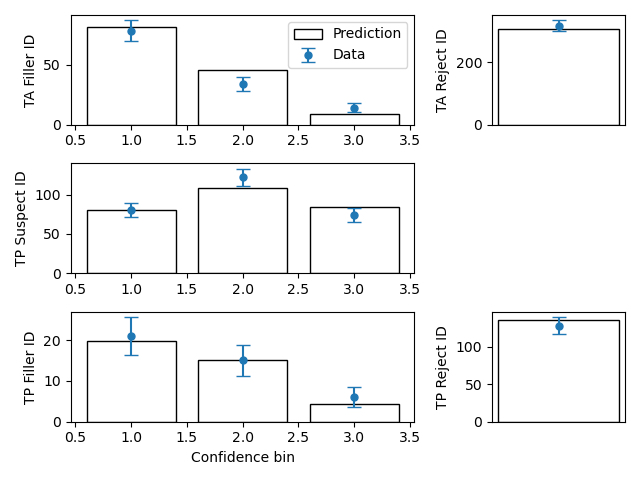 TA Filler ID
50
0
0.5 1.0 1.5 2.0 2.5 3.0 3.5
Prediction
Data
TA Reject ID
200
0
TP Suspect ID
100
50
0
0.5 1.0 1.5 2.0 2.5 3.0 3.5
TP Filler ID
20
10
0
0.5 1.0 1.5 2.0 2.5 3.0 3.5
Confidence bin
TP Reject ID
100
50
0